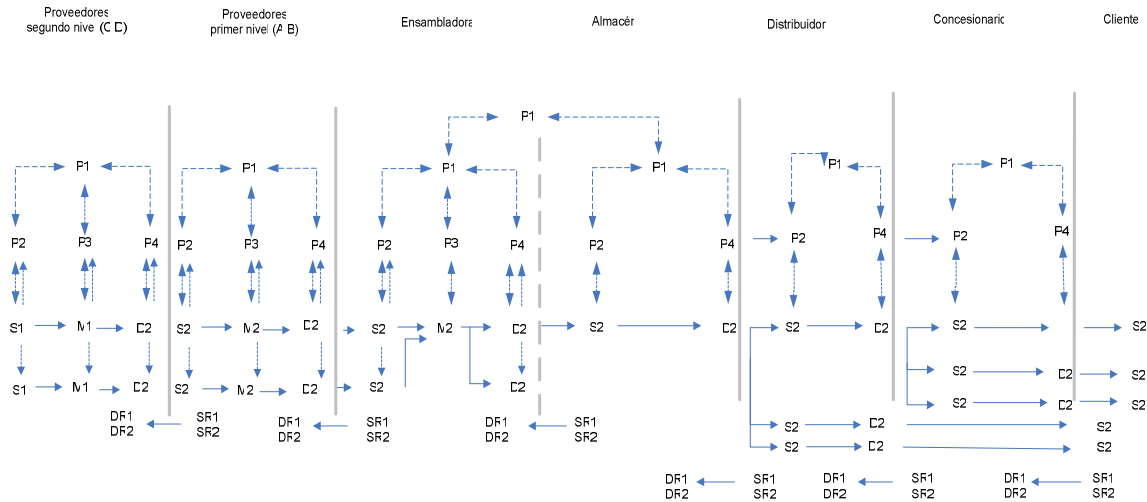 Proveedores
segundo nivel (C D)
Proveedores
primer nivel (A B)
Ensambladora
Almacén
Distribuidor
Concesionario
Cliente
P1
P1 P1 P1 P1 P1 P1
P2 P3 P4 P2 P3 P4 P2 P3 P4 P2 P4 P2 P4 P2 P4
S1 M1 D2 S2 M2 D2 S2 M2 D2 S2 D2 S2 D2 S2 S2
S2 D2 S2
S1 M1 D2 S2 M2 D2 S2 D2
S2 D2 S2
DR1 SR1 DR1 SR1 DR1 SR1
DR2 SR2 DR2 SR2 DR2 SR2
S2 D2 S2
S2 D2 S2
DR1 SR1 DR1 SR1 DR1 SR1
DR2 SR2 DR2 SR2 DR2 SR2